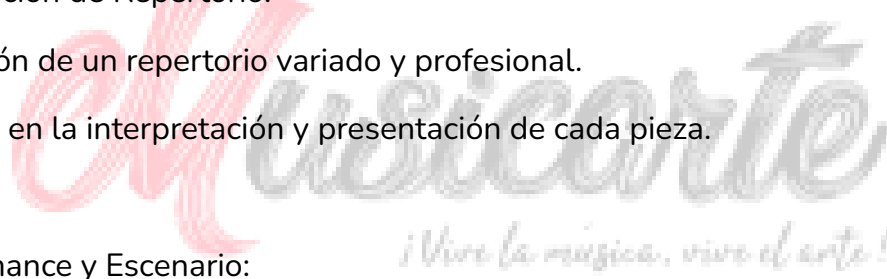 ción de Repertorio:
ón de un repertorio variado y profesional.
en la interpretación y presentación de cada pieza.
Musicarte
¡Vive la música, vive el arte!
mance y Escenario: